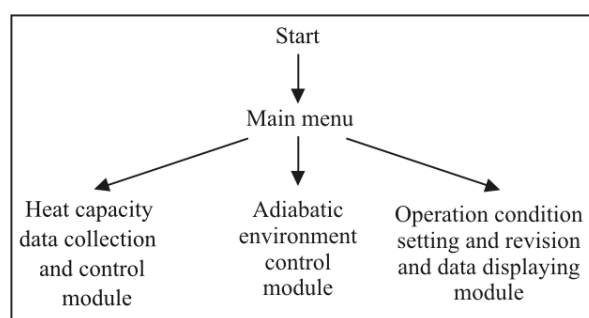 Start
Main menu
Heat capacity
data collection
and control
module
Adiabatic
environment
control
module
Operation condition
setting and revision
and data displaying
module